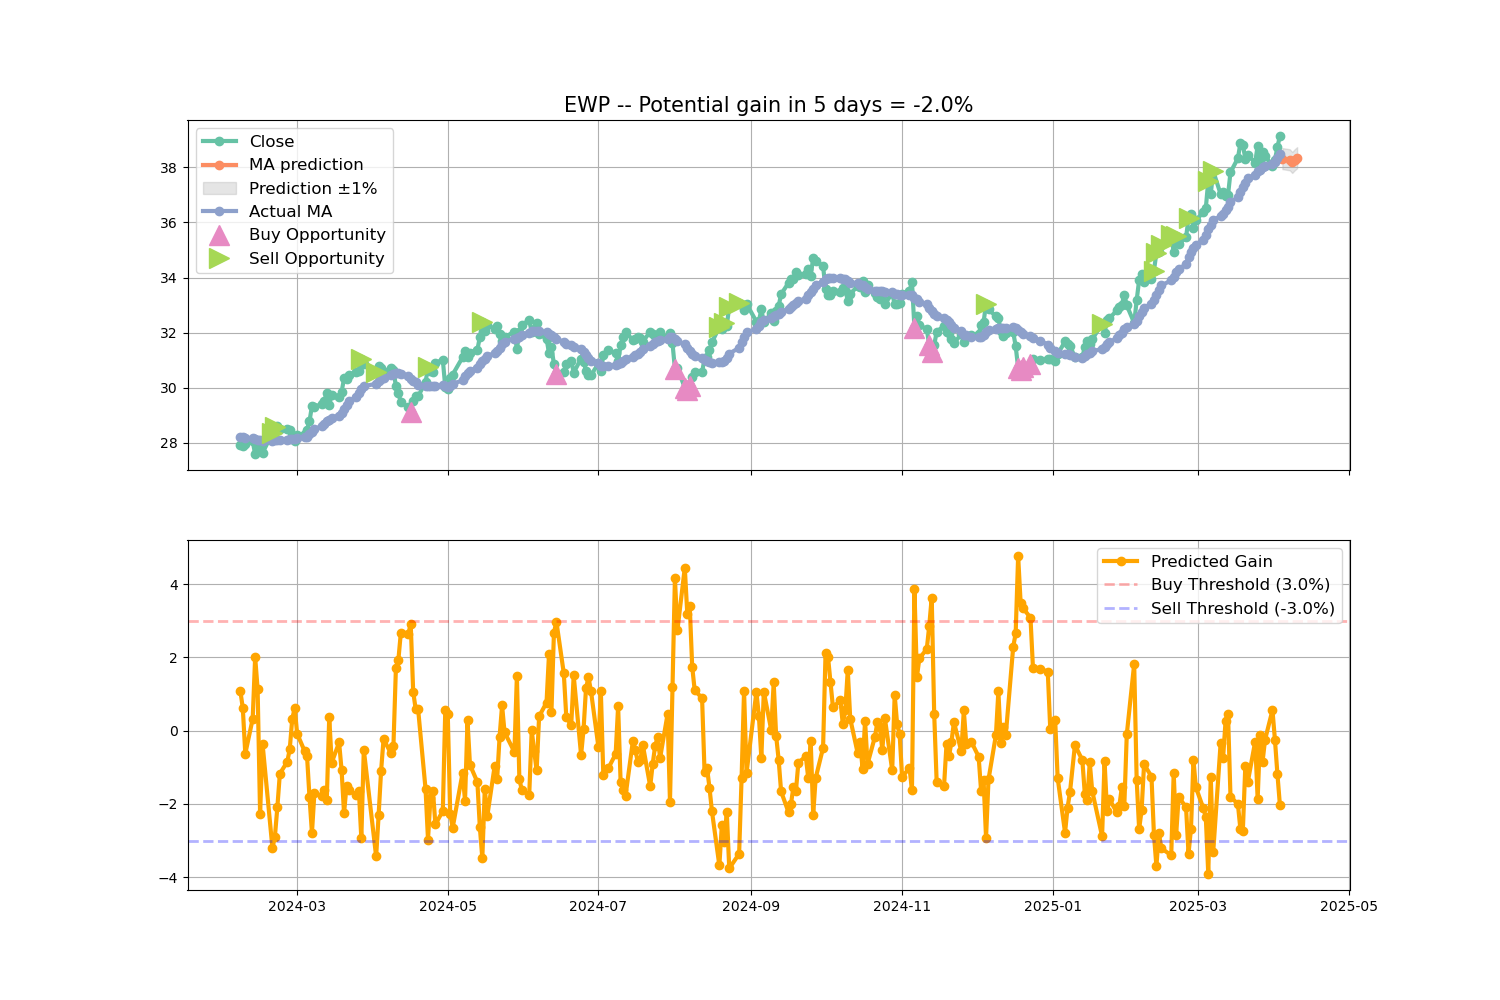 EWP -- Potential gain in 5 days = -2.0%
Close
MA prediction
Prediction ±1%
Actual MA
Buy Opportunity
Sell Opportunity
38
36
34
32
30
28
Predicted Gain
Buy Threshold (3.0%)
Sell Threshold (-3.0%)
4
2
0
−2
−4
2024-03 2024-05 2024-07 2024-09 2024-11 2025-01 2025-03 2025-05